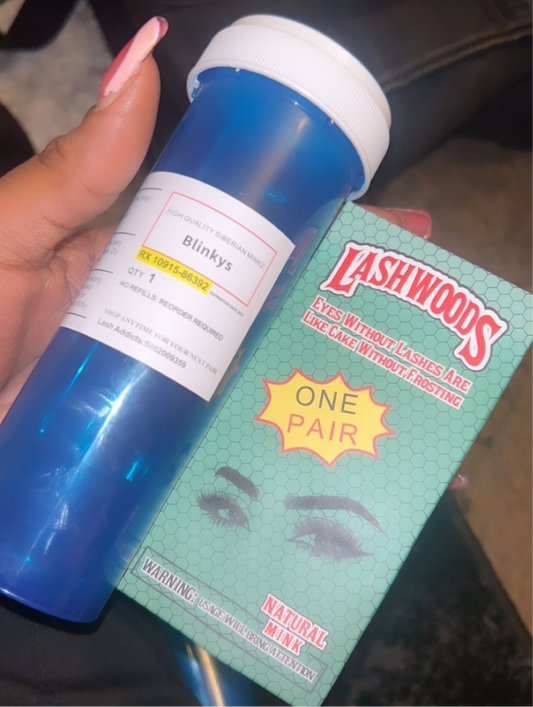 HIGH QUALITY SIBERIAN MINKZ
Blinkys
RX 10915-86392
QTY 1
NO REFILLS: REORDER REQUIRED
SHOP ANYTIME FOR YOUR NEXT PAIR
Lash Addicts:5862009359
LASHWOODS
EYES WITHOUT LASHES ARE
LIKE CAKE WITHOUT FROSTING
ONE
PAIR
WARNING: USAGE WILL BRING ATTENTION
NATURAL
MINK